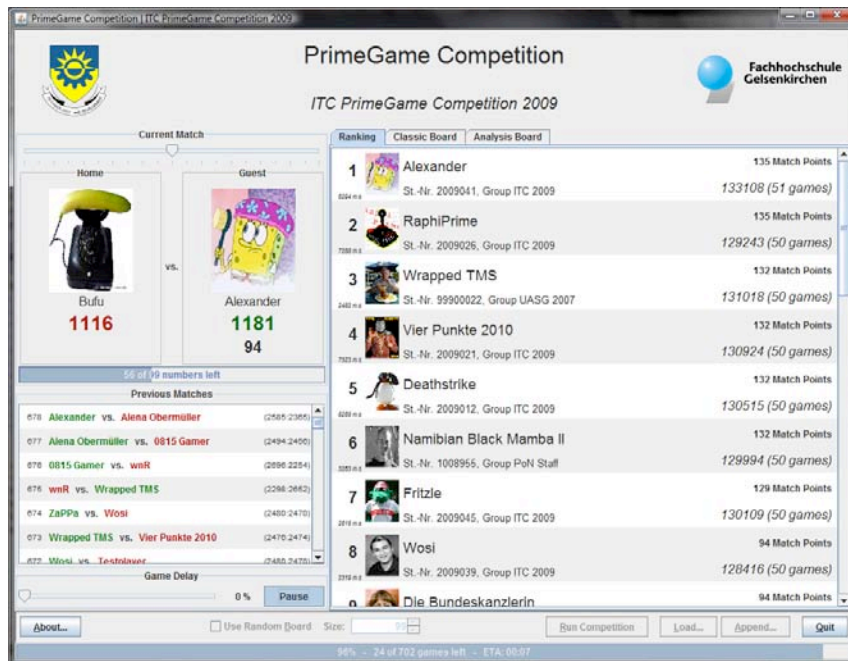 PrimeGame Competition | ITC PrimeGame Competition 2009
PrimeGame Competition
ITC PrimeGame Competition 2009
Fachhochschule
Gelsenkirchen
Current Match
Home
Guest
vs.
Bufu
Alexander
1116
1181
94
56 of 99 numbers left
Previous Matches
678 Alexander vs. Alena Obermüller (2585:2365)
677 Alena Obermüller vs. 0815 Gamer (2494:2456)
676 0815 Gamer vs. wnR (2696:2254)
675 wnR vs. Wrapped TMS (2298:2652)
674 ZaPPa vs. Wosi (2480:2470)
673 Wrapped TMS vs. Vier Punkte 2010 (2476:2474)
672 Wosi vs. Testplayer (2480:2470)
Game Delay
0 %
Pause
Ranking
Classic Board
Analysis Board
1 Alexander 135 Match Points
St.-Nr. 2009041, Group ITC 2009 133108 (51 games)
2 RaphiPrime 135 Match Points
St.-Nr. 2009026, Group ITC 2009 129243 (50 games)
3 Wrapped TMS 132 Match Points
St.-Nr. 99900022, Group UASG 2007 131018 (50 games)
4 Vier Punkte 2010 132 Match Points
St.-Nr. 2009021, Group ITC 2009 130924 (50 games)
5 Deathstrike 132 Match Points
St.-Nr. 2009012, Group ITC 2009 130515 (50 games)
6 Namibian Black Mamba II 132 Match Points
St.-Nr. 1008955, Group PoN Staff 129994 (50 games)
7 Fritzle 129 Match Points
St.-Nr. 2009045, Group ITC 2009 130109 (50 games)
8 Wosi 94 Match Points
St.-Nr. 2009039, Group ITC 2009 128416 (50 games)
9 Die Bundeskanzlerin 94 Match Points
About...
Use Random Board
Size:
99
Run Competition
Load...
Append...
Quit
96% - 24 of 702 games left - ETA: 00:07